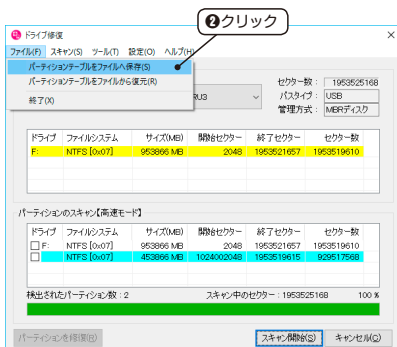 ❷クリック
ドライブ修復
ファイル(F) スキャン(S) ツール(T) 設定(O) ヘルプ(H)
パーティションテーブルをファイルへ保存(S)
パーティションテーブルをファイルから復元(R)
終了(X)
RU3
セクター数： 1953525168
バスタイプ： USB
管理方式： MBRディスク
ドライブ ファイルシステム サイズ(MB) 開始セクター 終了セクター セクター数
F: NTFS [0x07] 953866 MB 2048 1953521657 1953519610
パーティションのスキャン【高速モード】
ドライブ ファイルシステム サイズ(MB) 開始セクター 終了セクター セクター数
F: NTFS [0x07] 953866 MB 2048 1953521657 1953519610
NTFS [0x07] 453866 MB 1024002048 1953519615 929517568
検出されたパーティション数：2 スキャン中のセクター：1953525168 100 %
パーティションを修復(R) スキャン開始(S) キャンセル(C)